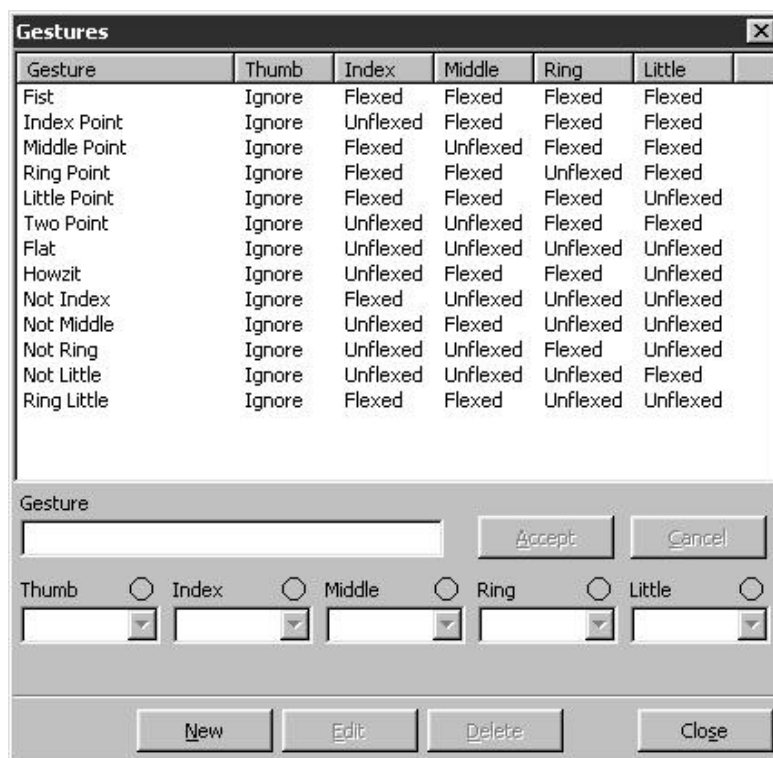 Gestures
Gesture Thumb Index Middle Ring Little
Fist Ignore Flexed Flexed Flexed Flexed
Index Point Ignore Unflexed Flexed Flexed Flexed
Middle Point Ignore Flexed Unflexed Flexed Flexed
Ring Point Ignore Flexed Flexed Unflexed Flexed
Little Point Ignore Flexed Flexed Flexed Unflexed
Two Point Ignore Unflexed Unflexed Flexed Flexed
Flat Ignore Unflexed Unflexed Unflexed Unflexed
Howzit Ignore Unflexed Flexed Flexed Unflexed
Not Index Ignore Flexed Unflexed Unflexed Unflexed
Not Middle Ignore Unflexed Flexed Unflexed Unflexed
Not Ring Ignore Unflexed Unflexed Flexed Unflexed
Not Little Ignore Unflexed Unflexed Unflexed Flexed
Ring Little Ignore Flexed Flexed Unflexed Unflexed
Gesture
Accept Cancel
Thumb Index Middle Ring Little
New Edit Delete Close